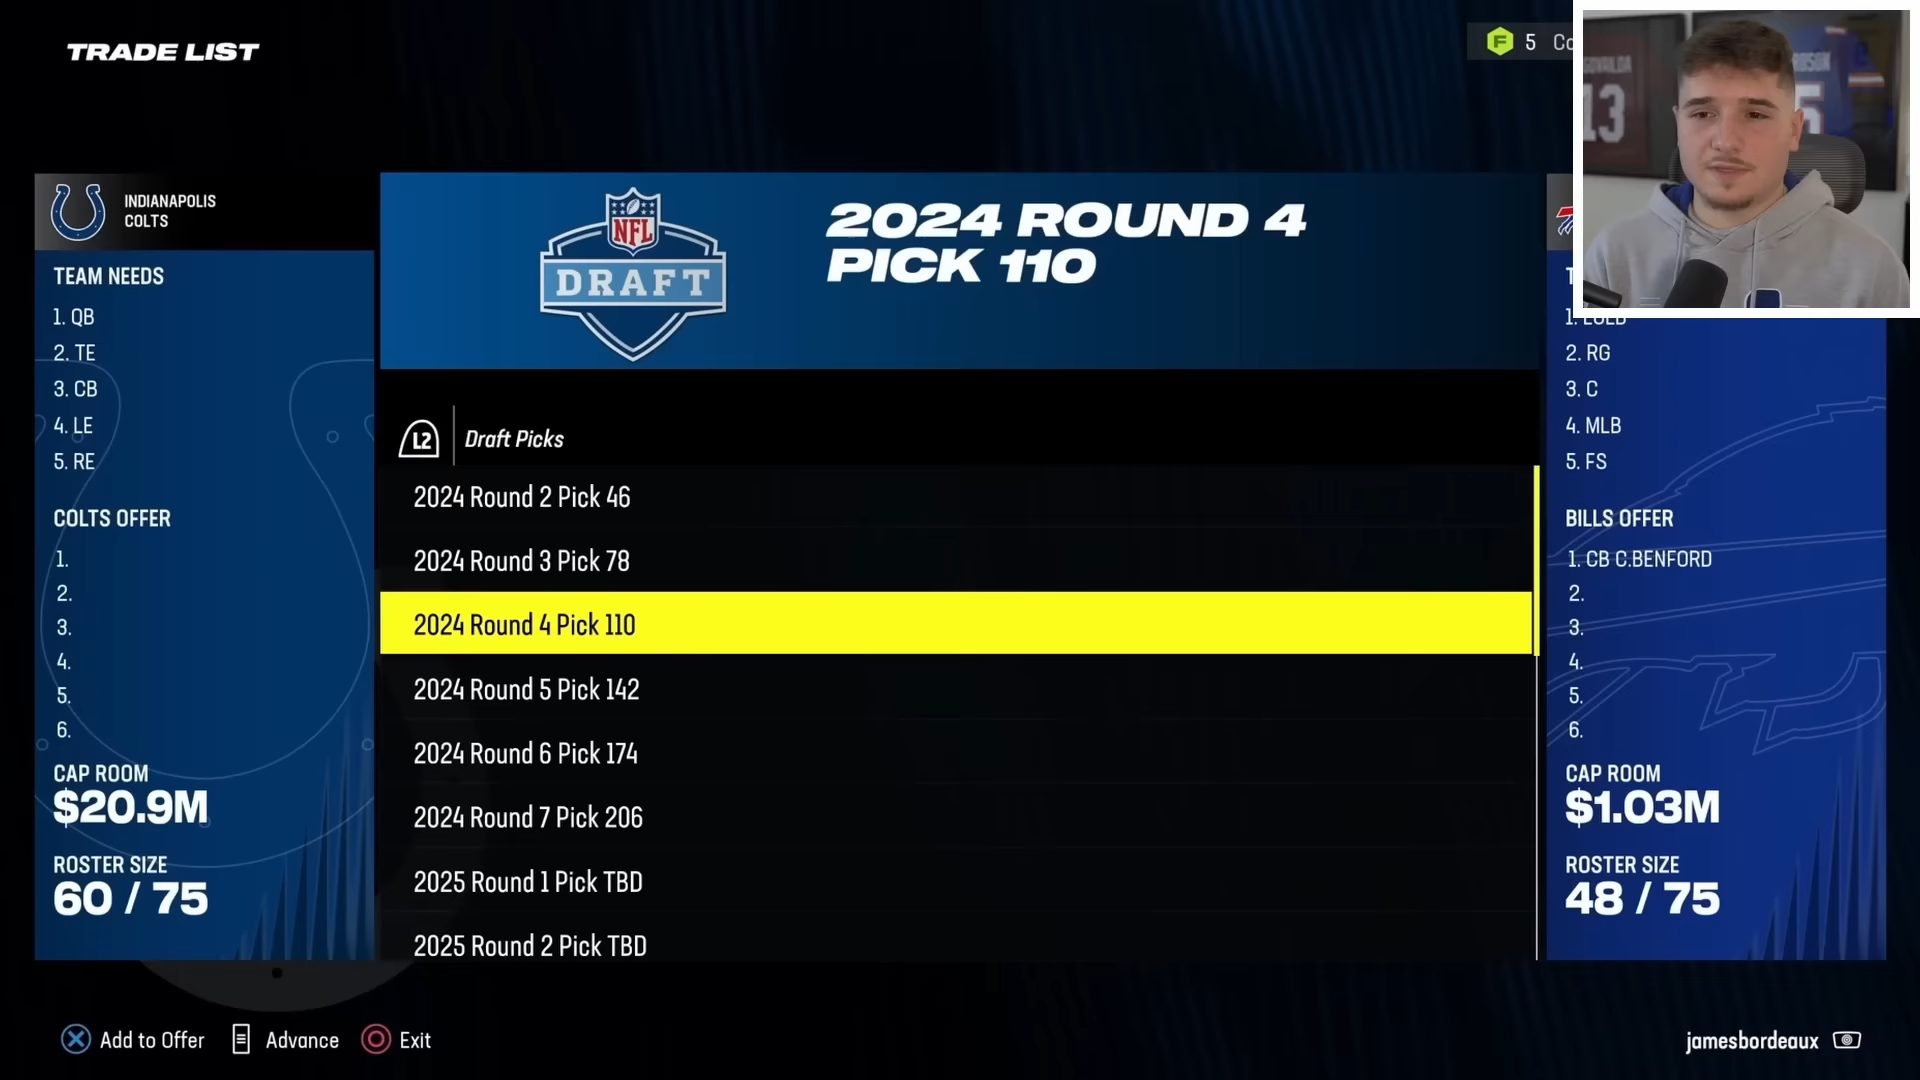 TRADE LIST
5 Co
INDIANAPOLIS
COLTS
TEAM NEEDS
1. QB
2. TE
3. CB
4. LE
5. RE
COLTS OFFER
1.
2.
3.
4.
5.
6.
CAP ROOM
$20.9M
ROSTER SIZE
60 / 75
NFL
DRAFT
2024 ROUND 4
PICK 110
L2 Draft Picks
2024 Round 2 Pick 46
2024 Round 3 Pick 78
2024 Round 4 Pick 110
2024 Round 5 Pick 142
2024 Round 6 Pick 174
2024 Round 7 Pick 206
2025 Round 1 Pick TBD
2025 Round 2 Pick TBD
13
5
1. LOLB
2. RG
3. C
4. MLB
5. FS
BILLS OFFER
1. CB C.BENFORD
2.
3.
4.
5.
6.
CAP ROOM
$1.03M
ROSTER SIZE
48 / 75
Add to Offer
Advance
Exit
jamesbordeaux